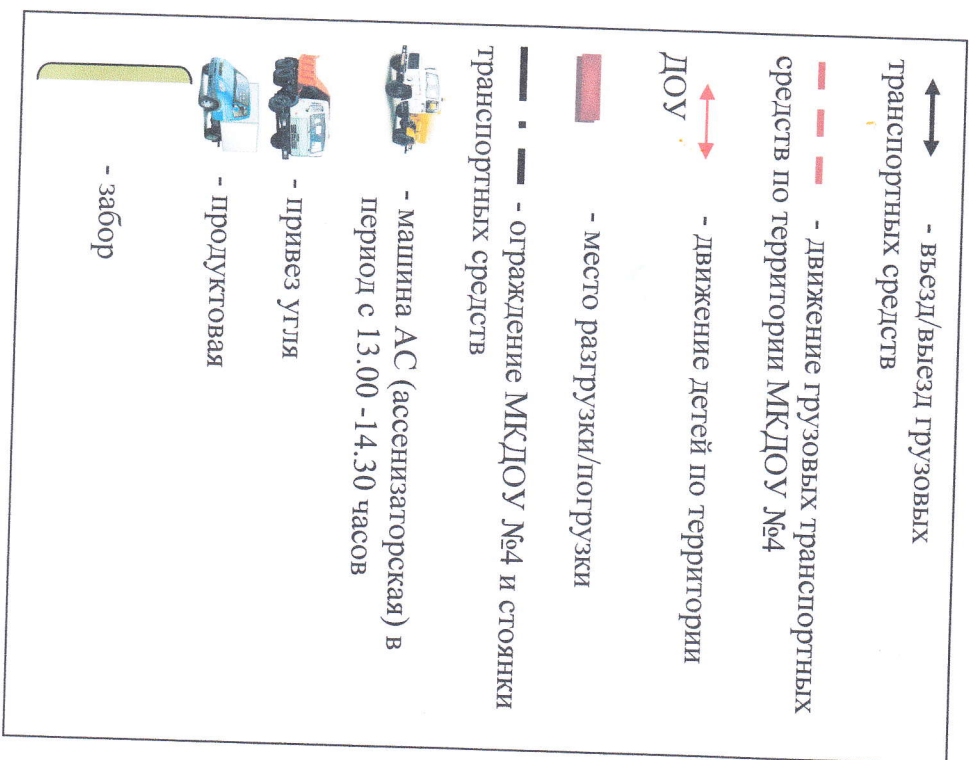 - въезд/выезд грузовых
транспортных средств
- движение грузовых транспортных
средств по территории МКДОУ №4
- движение детей по территории
ДОУ
- место разгрузки/погрузки
- ограждение МКДОУ №4 и стоянки
транспортных средств
- машина АС (ассенизаторская) в
период с 13.00 -14.30 часов
- привез угля
- продуктовая
- забор